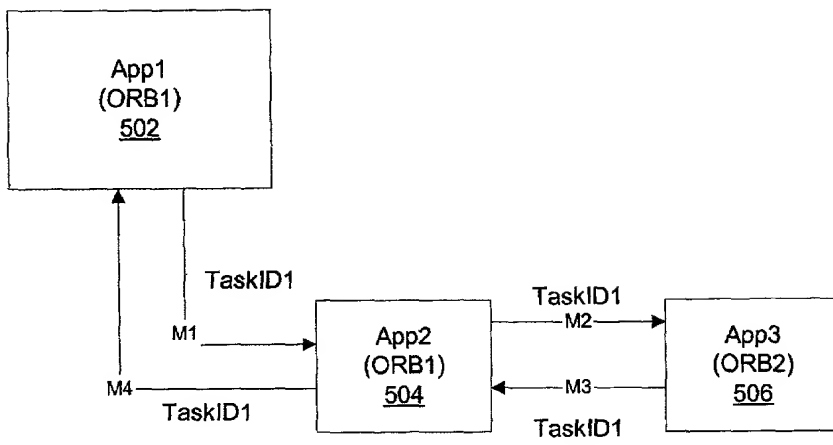 App1
(ORB1)
502
TaskID1
M1
App2
(ORB1)
504
M4
TaskID1
TaskID1
M2
M3
TaskID1
App3
(ORB2)
506